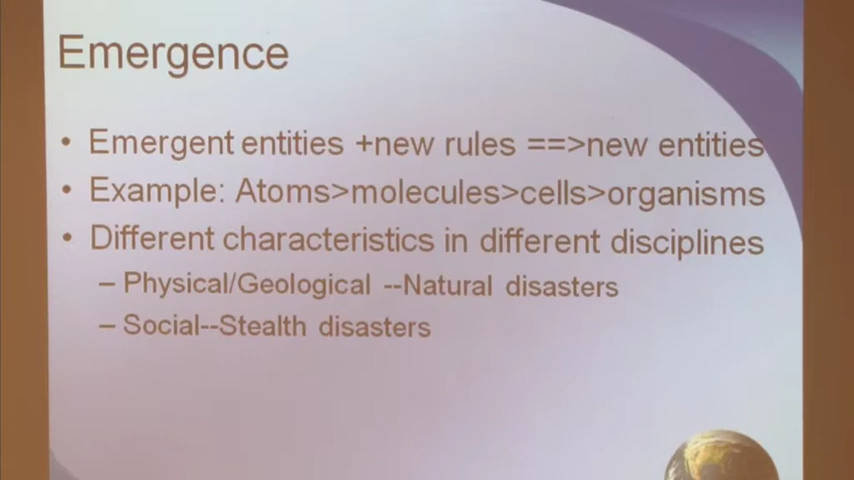 Emergence
• Emergent entities +new rules ==>new entities
• Example: Atoms>molecules>cells>organisms
• Different characteristics in different disciplines
– Physical/Geological --Natural disasters
– Social--Stealth disasters